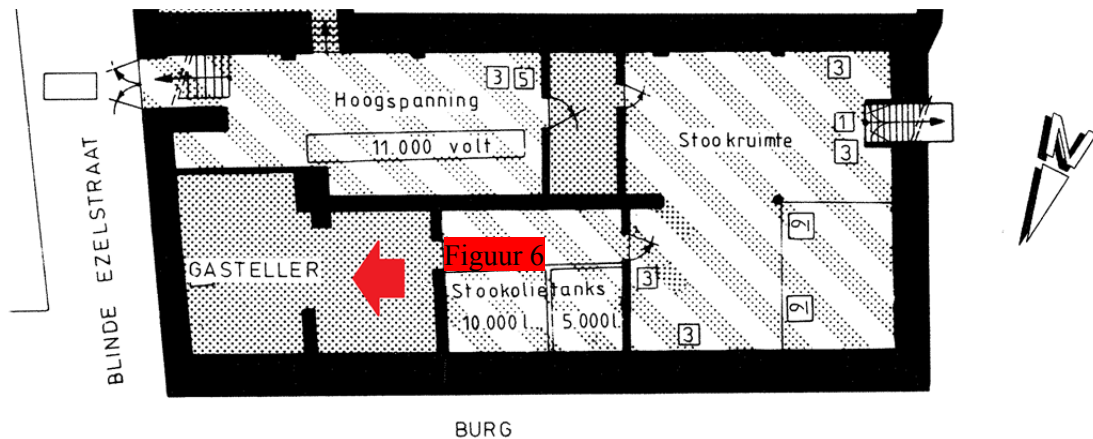 3 5
Hoogspanning
11.000 volt
3
1
Stookruimte
3
BLINDE EZELSTRAAT
GASTELLER
Figuur 6
Stookolietanks
10.000 l.
5.000 l.
3
3
9
9
N
BURG